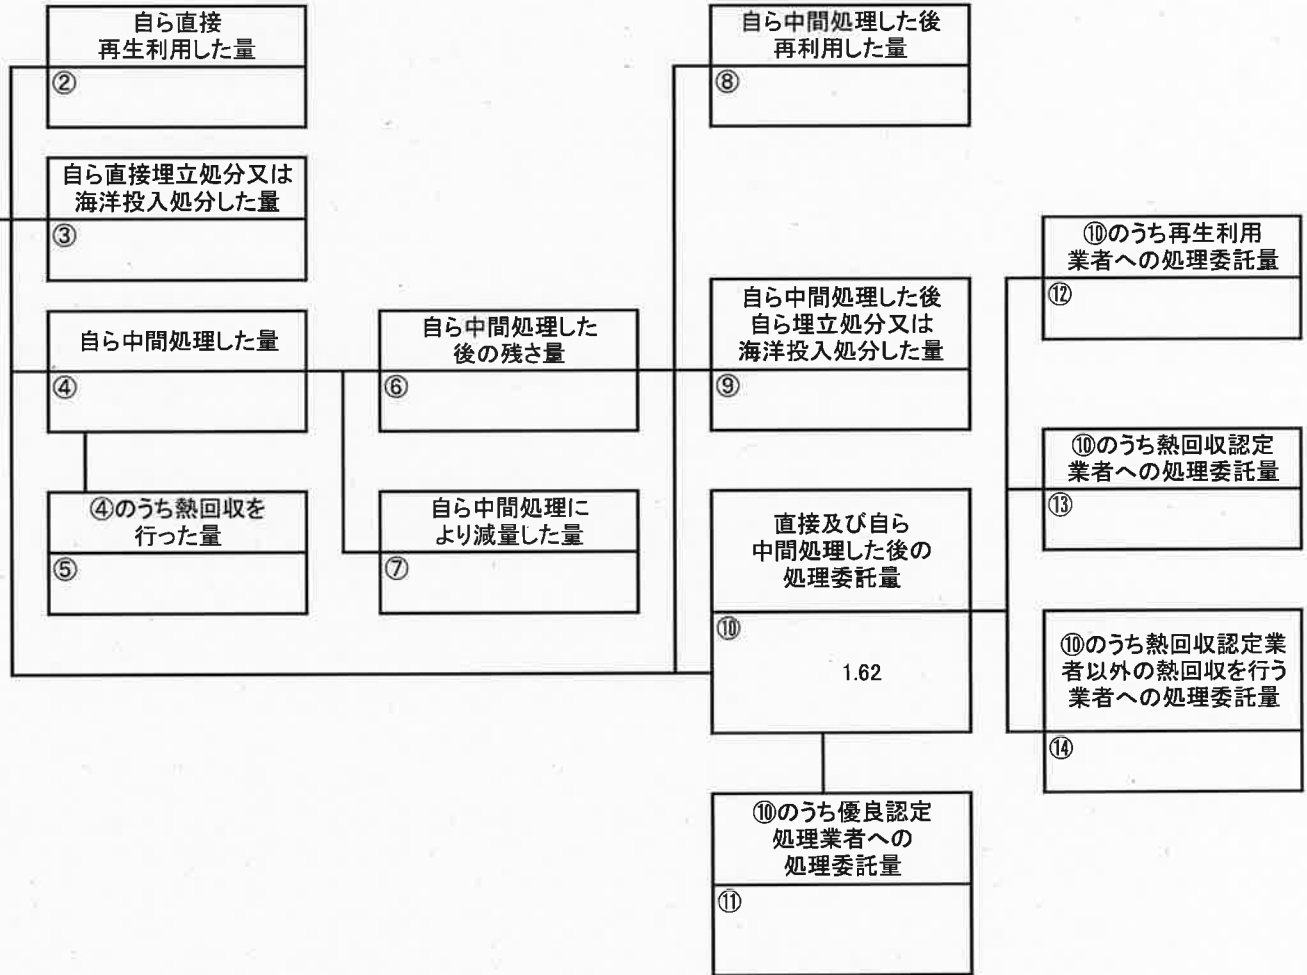 自ら直接
再生利用した量
②
自ら直接埋立処分又は
海洋投入処分した量
③
自ら中間処理した量
④
④のうち熱回収を
行った量
⑤
自ら中間処理した
後の残さ量
⑥
自ら中間処理に
より減量した量
⑦
自ら中間処理した後
再利用した量
⑧
自ら中間処理した後
自ら埋立処分又は
海洋投入処分した量
⑨
直接及び自ら
中間処理した後の
処理委託量
⑩
1.62
⑩のうち優良認定
処理業者への
処理委託量
⑪
⑩のうち再生利用
業者への処理委託量
⑫
⑩のうち熱回収認定
業者への処理委託量
⑬
⑩のうち熱回収認定業
者以外の熱回収を行う
業者への処理委託量
⑭